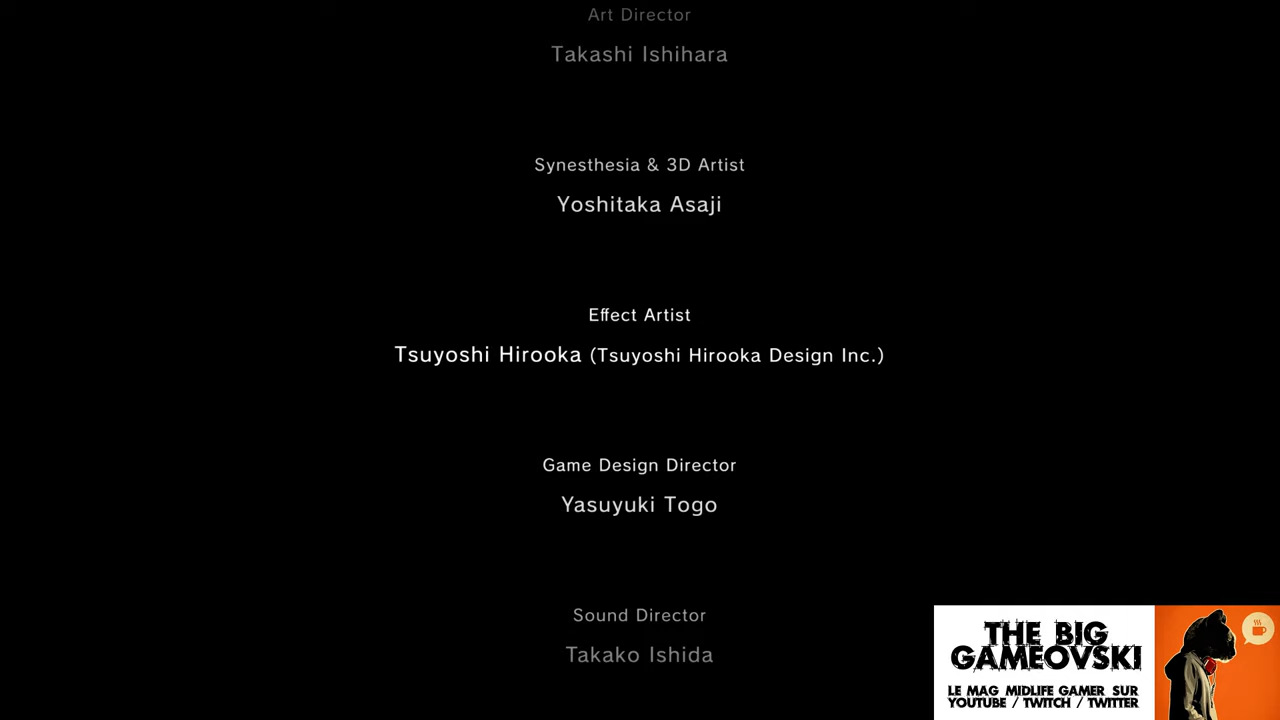 Art Director
Takashi Ishihara
Synesthesia & 3D Artist
Yoshitaka Asaji
Effect Artist
Tsuyoshi Hirooka (Tsuyoshi Hirooka Design Inc.)
Game Design Director
Yasuyuki Togo
Sound Director
Takako Ishida
THE BIG
GAMEOVSKI
LE MAG MIDLIFE GAMER SUR
YOUTUBE / TWITCH / TWITTER